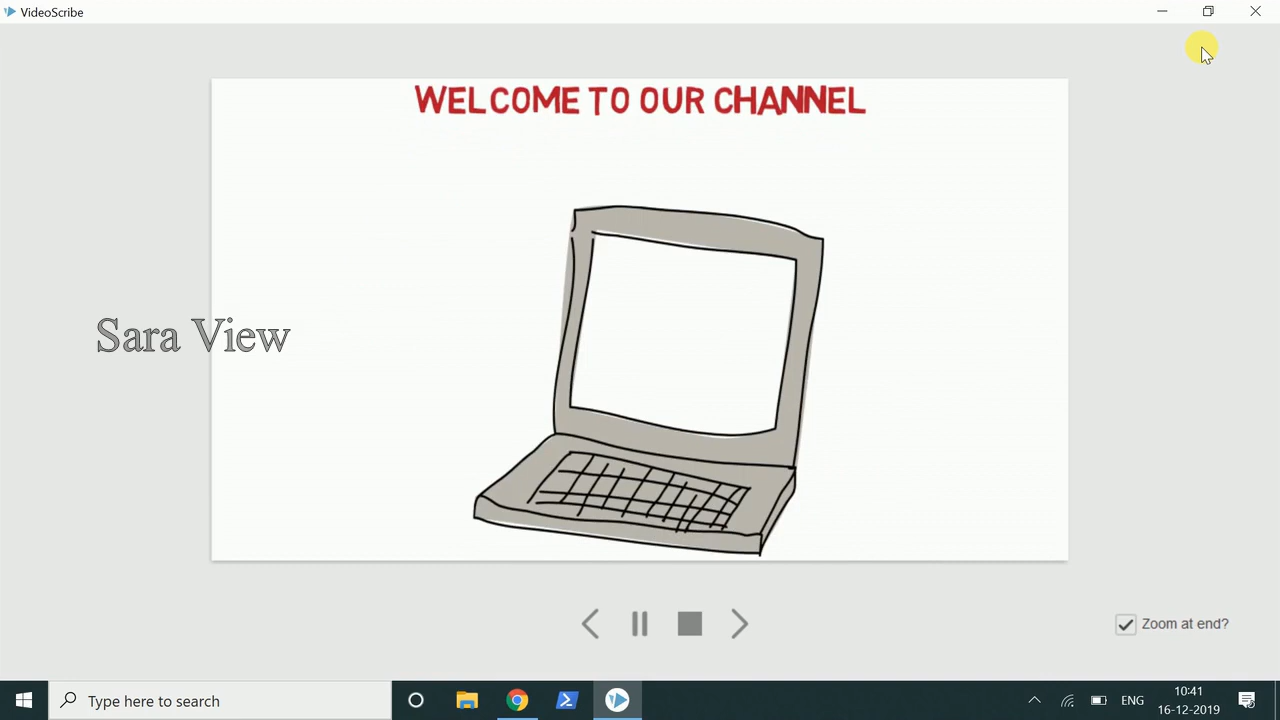 VideoScribe
WELCOME TO OUR CHANNEL
Sara View
Zoom at end?
Type here to search
ENG
10:41
16-12-2019